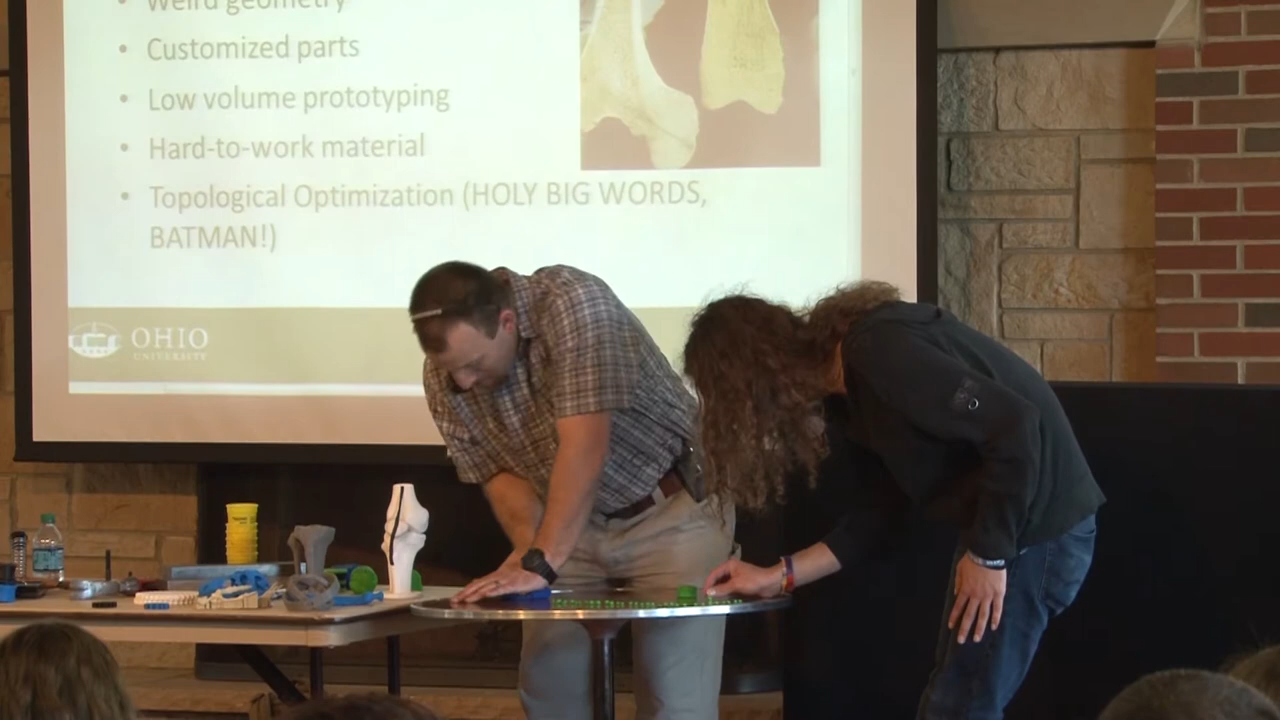 • Weird geometry
• Customized parts
• Low volume prototyping
• Hard-to-work material
• Topological Optimization (HOLY BIG WORDS,
BATMAN!)
OHIO
UNIVERSITY